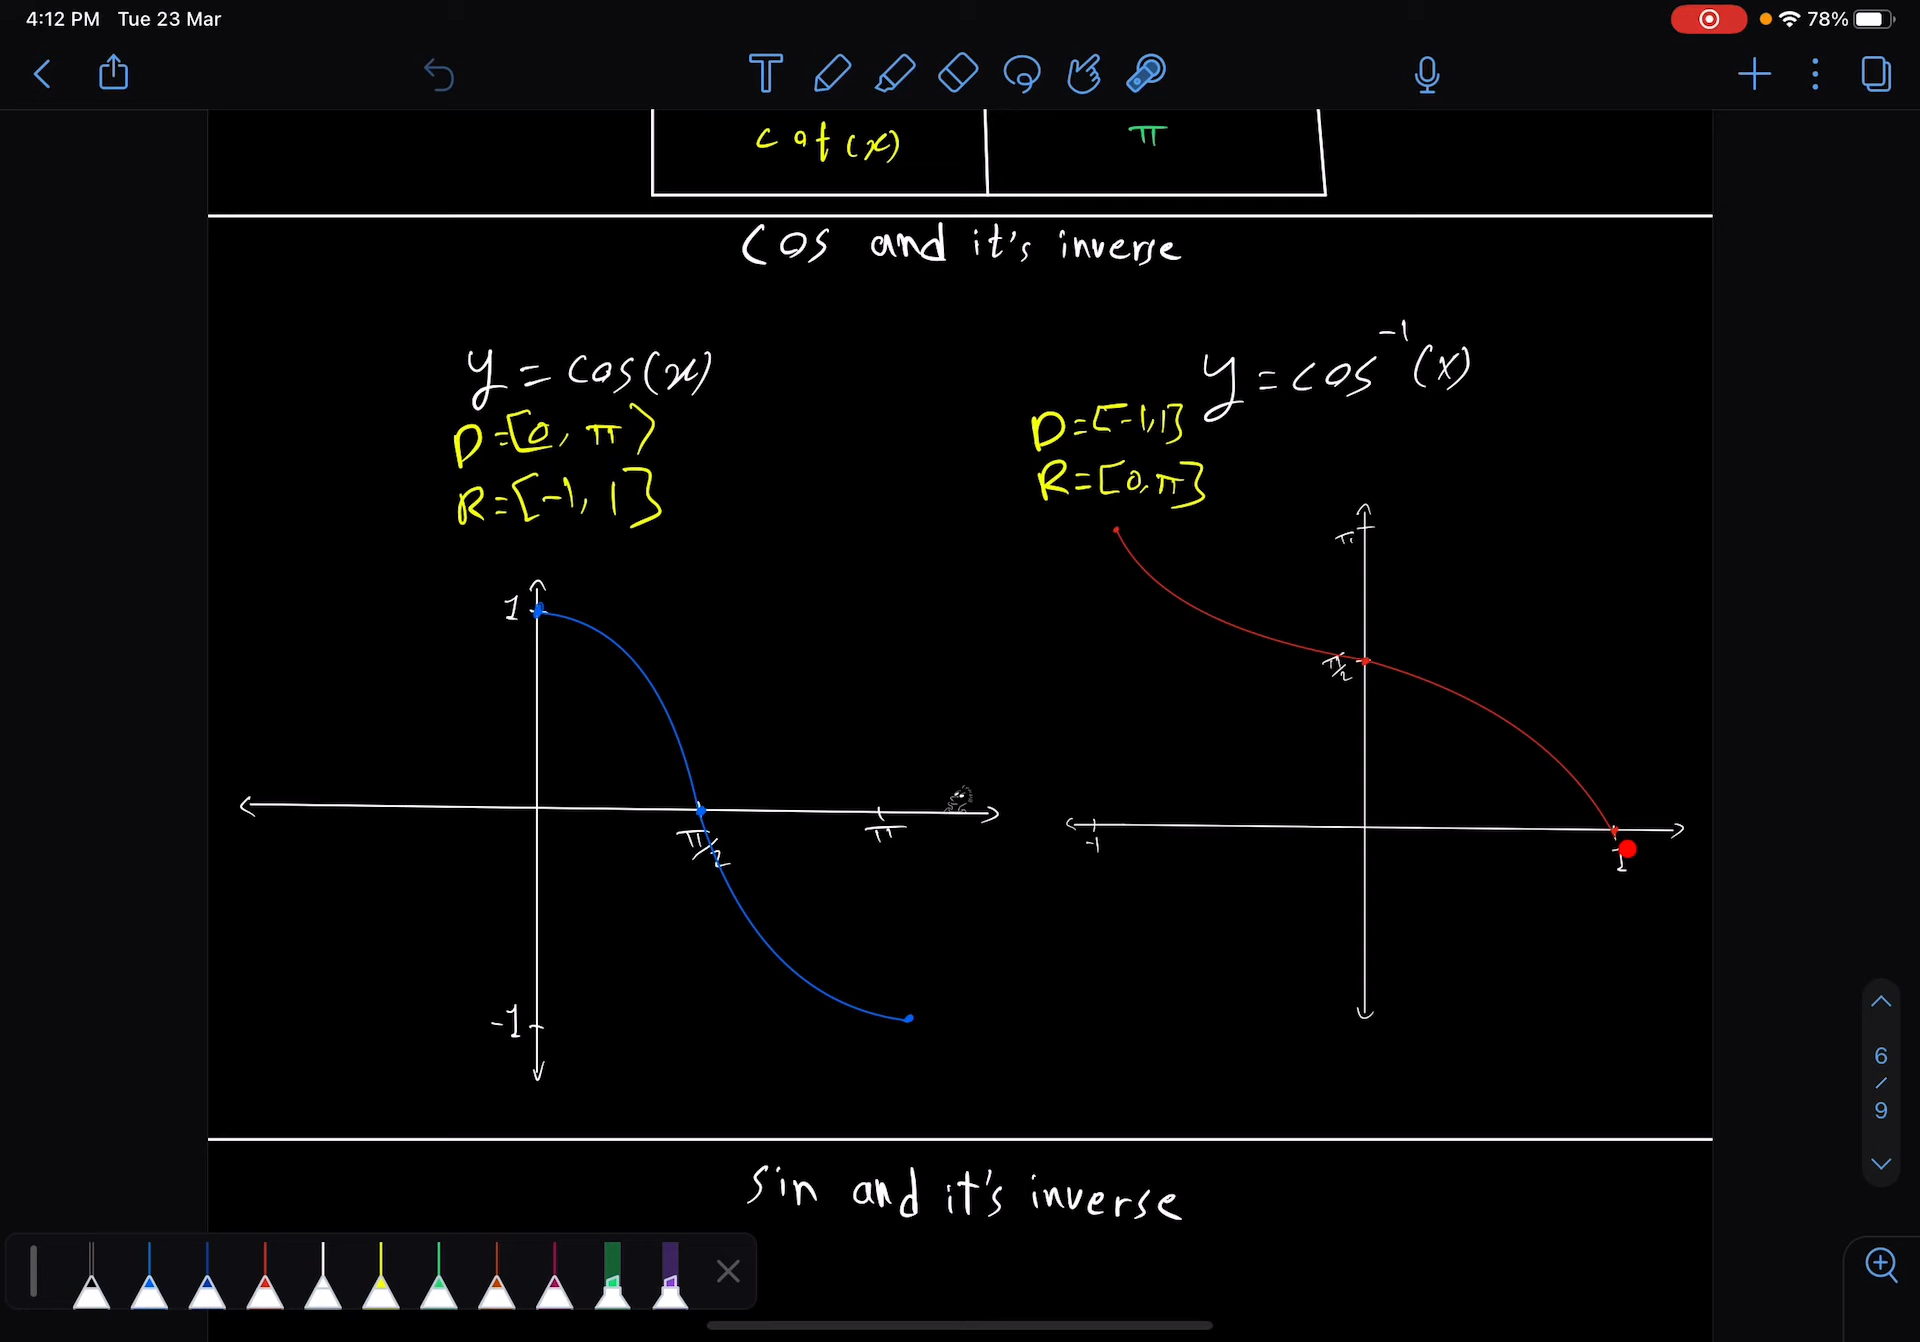 4:12 PM Tue 23 Mar
78%
cot(x) π
Cos and it's inverse
y = cos(x)
D=[0, π]
R=[-1, 1]
y = cos⁻¹(x)
D=[-1,1]
R=[0,π]
1
π/2
π
-1
π
π/2
-1
1
Sin and it's inverse
6
/
9